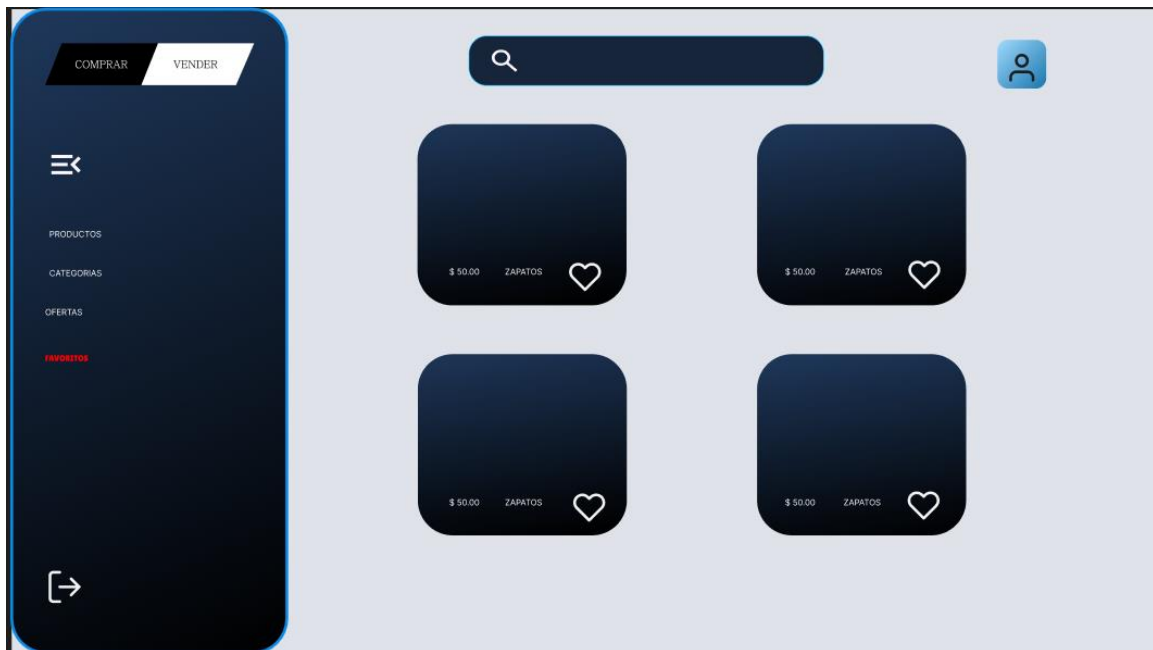 COMPRAR VENDER
PRODUCTOS
CATEGORIAS
OFERTAS
FAVORITOS
$ 50.00 ZAPATOS
$ 50.00 ZAPATOS
$ 50.00 ZAPATOS
$ 50.00 ZAPATOS